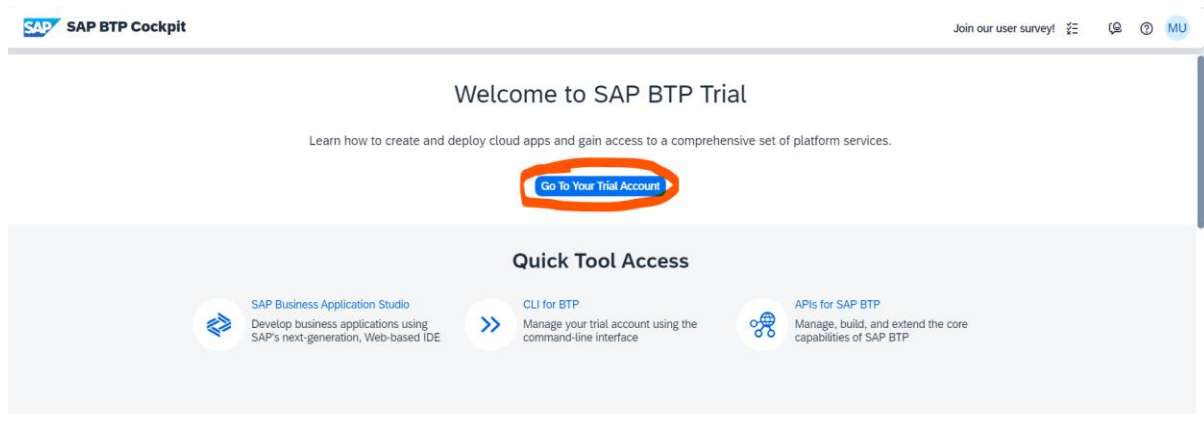 SAP SAP BTP Cockpit
Join our user survey!
MU
Welcome to SAP BTP Trial
Learn how to create and deploy cloud apps and gain access to a comprehensive set of platform services.
Go To Your Trial Account
Quick Tool Access
SAP Business Application Studio
Develop business applications using
SAP's next-generation, Web-based IDE
CLI for BTP
Manage your trial account using the
command-line interface
APIs for SAP BTP
Manage, build, and extend the core
capabilities of SAP BTP